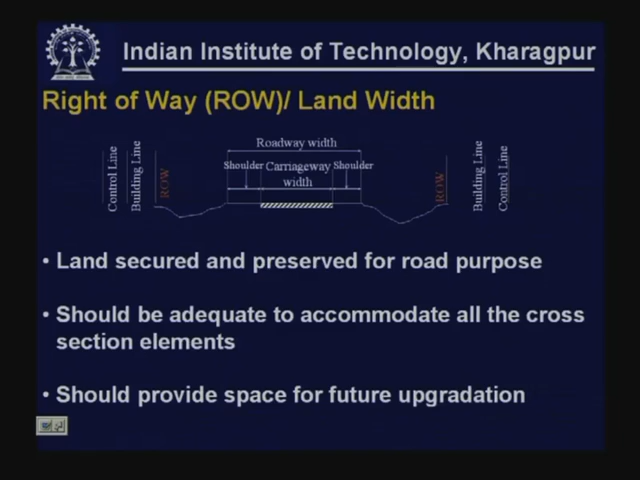 Indian Institute of Technology, Kharagpur
Right of Way (ROW)/ Land Width
Roadway width
Shoulder Carriageway Shoulder
width
Control Line
Building Line
ROW
ROW
Building Line
Control Line
• Land secured and preserved for road purpose
• Should be adequate to accommodate all the cross
section elements
• Should provide space for future upgradation